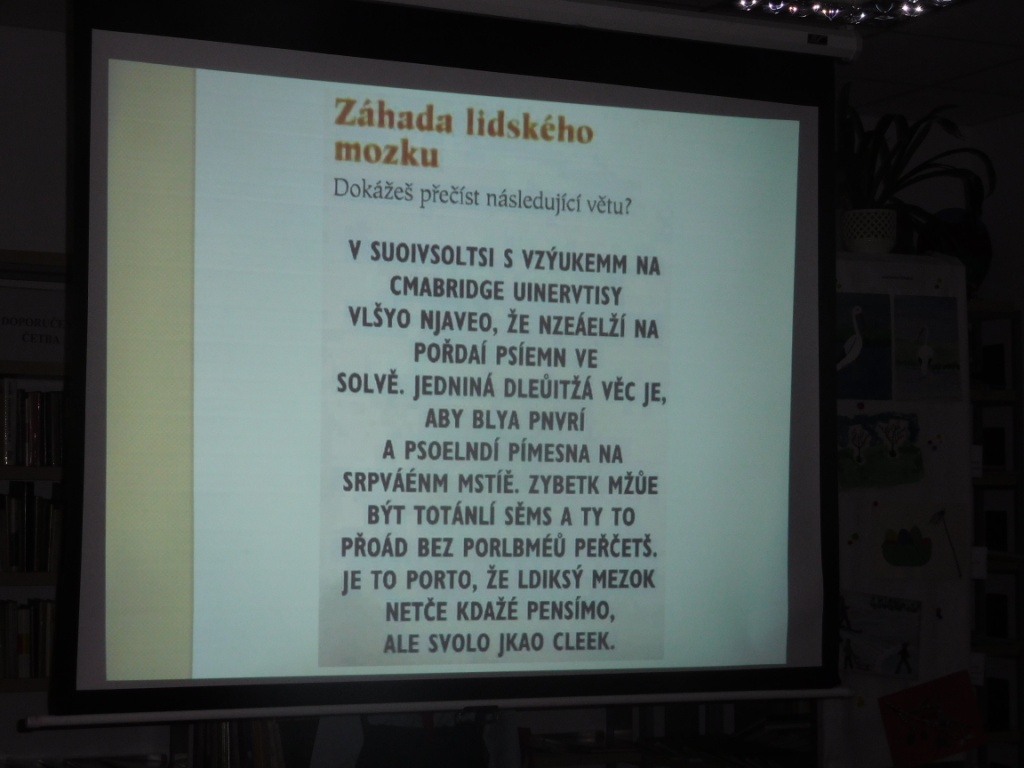 Záhada lidského
mozku
Dokážeš přečíst následující větu?
V SUOIVSOLTSI S VZÝUKEMM NA
CMABRIDGE UINERVTISY
VLŠYO NJAVEO, ŽE NZEÁELŽÍ NA
POŘDAÍ PSÍEMN VE
SOLVĚ. JEDNINÁ DLEŮITŽÁ VĚC JE,
ABY BLYA PNVRÍ
A PSOELNDÍ PÍMESNA NA
SRPVÁÉNM MSTÍĚ. ZYBETK MŽŮE
BÝT TOTÁNLÍ SĚMS A TY TO
PŘOÁD BEZ PORLBMÉŮ PEŘČETŠ.
JE TO PORTO, ŽE LDIKSÝ MEZOK
NETČE KDAŽÉ PENSÍMO,
ALE SVOLO JKAO CLEEK.
DOPORUČE
ČETBA